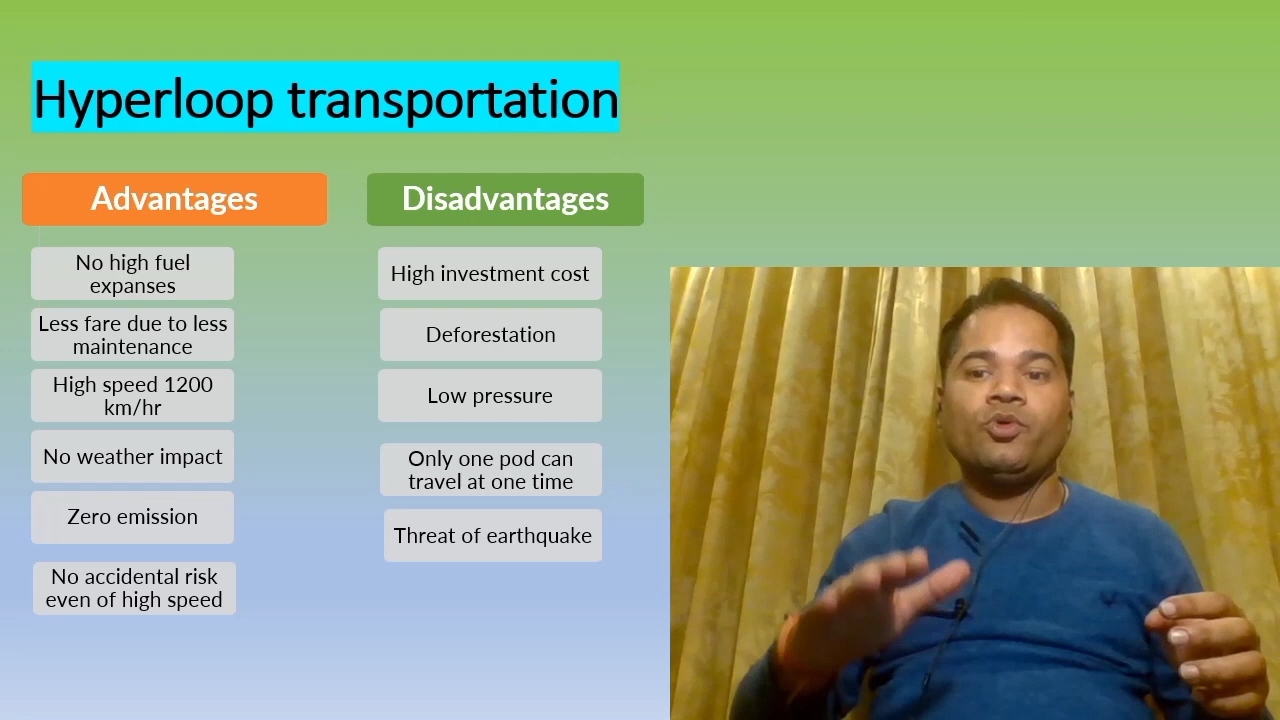 Hyperloop transportation
Advantages
No high fuel
expanses
Less fare due to less
maintenance
High speed 1200
km/hr
No weather impact
Zero emission
No accidental risk
even of high speed
Disadvantages
High investment cost
Deforestation
Low pressure
Only one pod can
travel at one time
Threat of earthquake